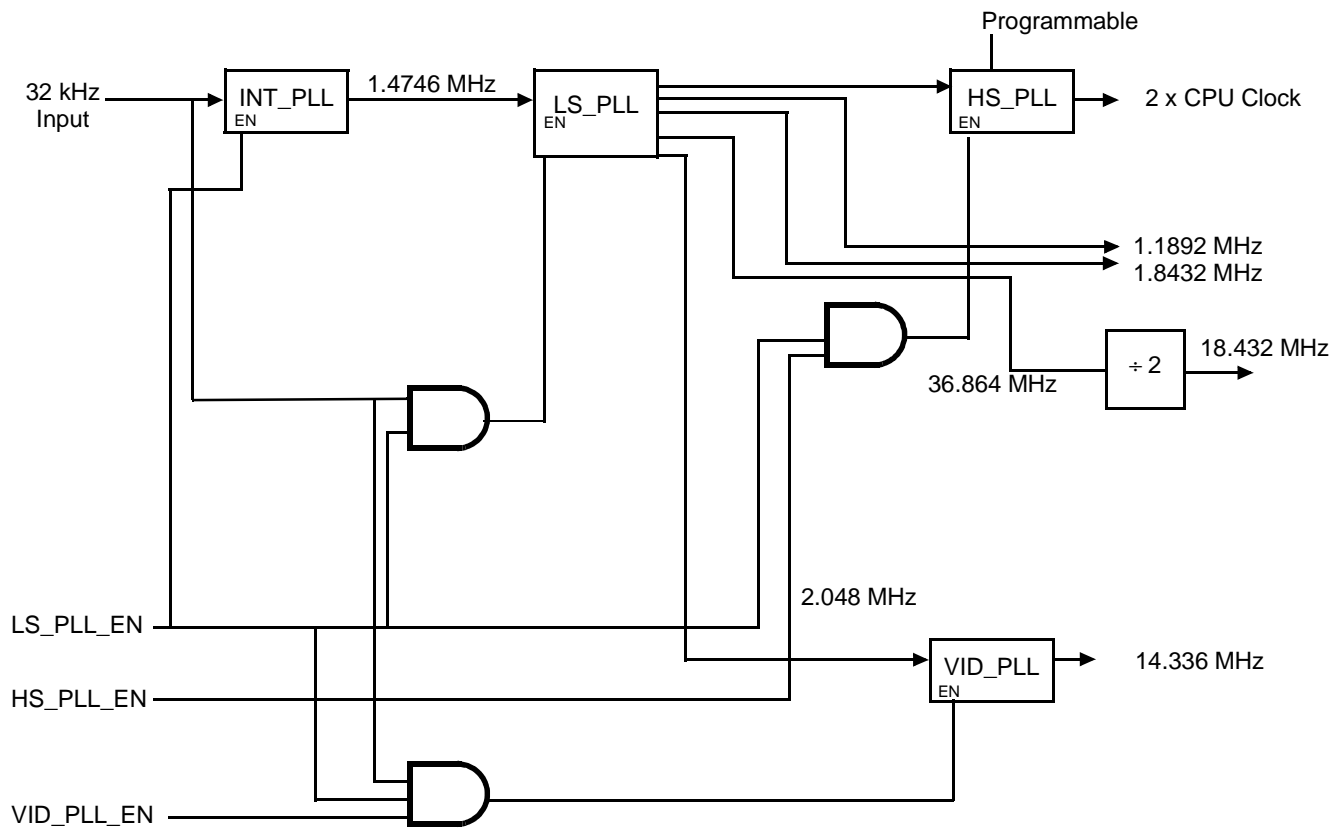 Programmable
32 kHz
Input
INT_PLL
EN
1.4746 MHz
LS_PLL
EN
HS_PLL
EN
2 x CPU Clock
1.1892 MHz
1.8432 MHz
÷ 2
18.432 MHz
36.864 MHz
2.048 MHz
LS_PLL_EN
HS_PLL_EN
VID_PLL
EN
14.336 MHz
VID_PLL_EN